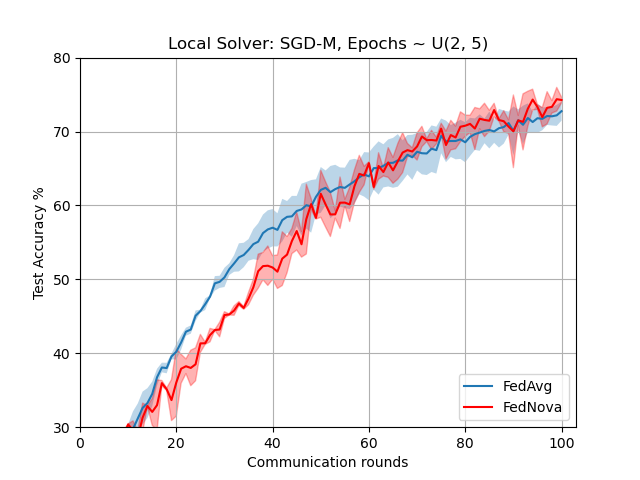 Local Solver: SGD-M, Epochs ~ U(2, 5)
Test Accuracy %
80
70
60
50
40
30
0
20
40
60
80
100
Communication rounds
FedAvg
FedNova